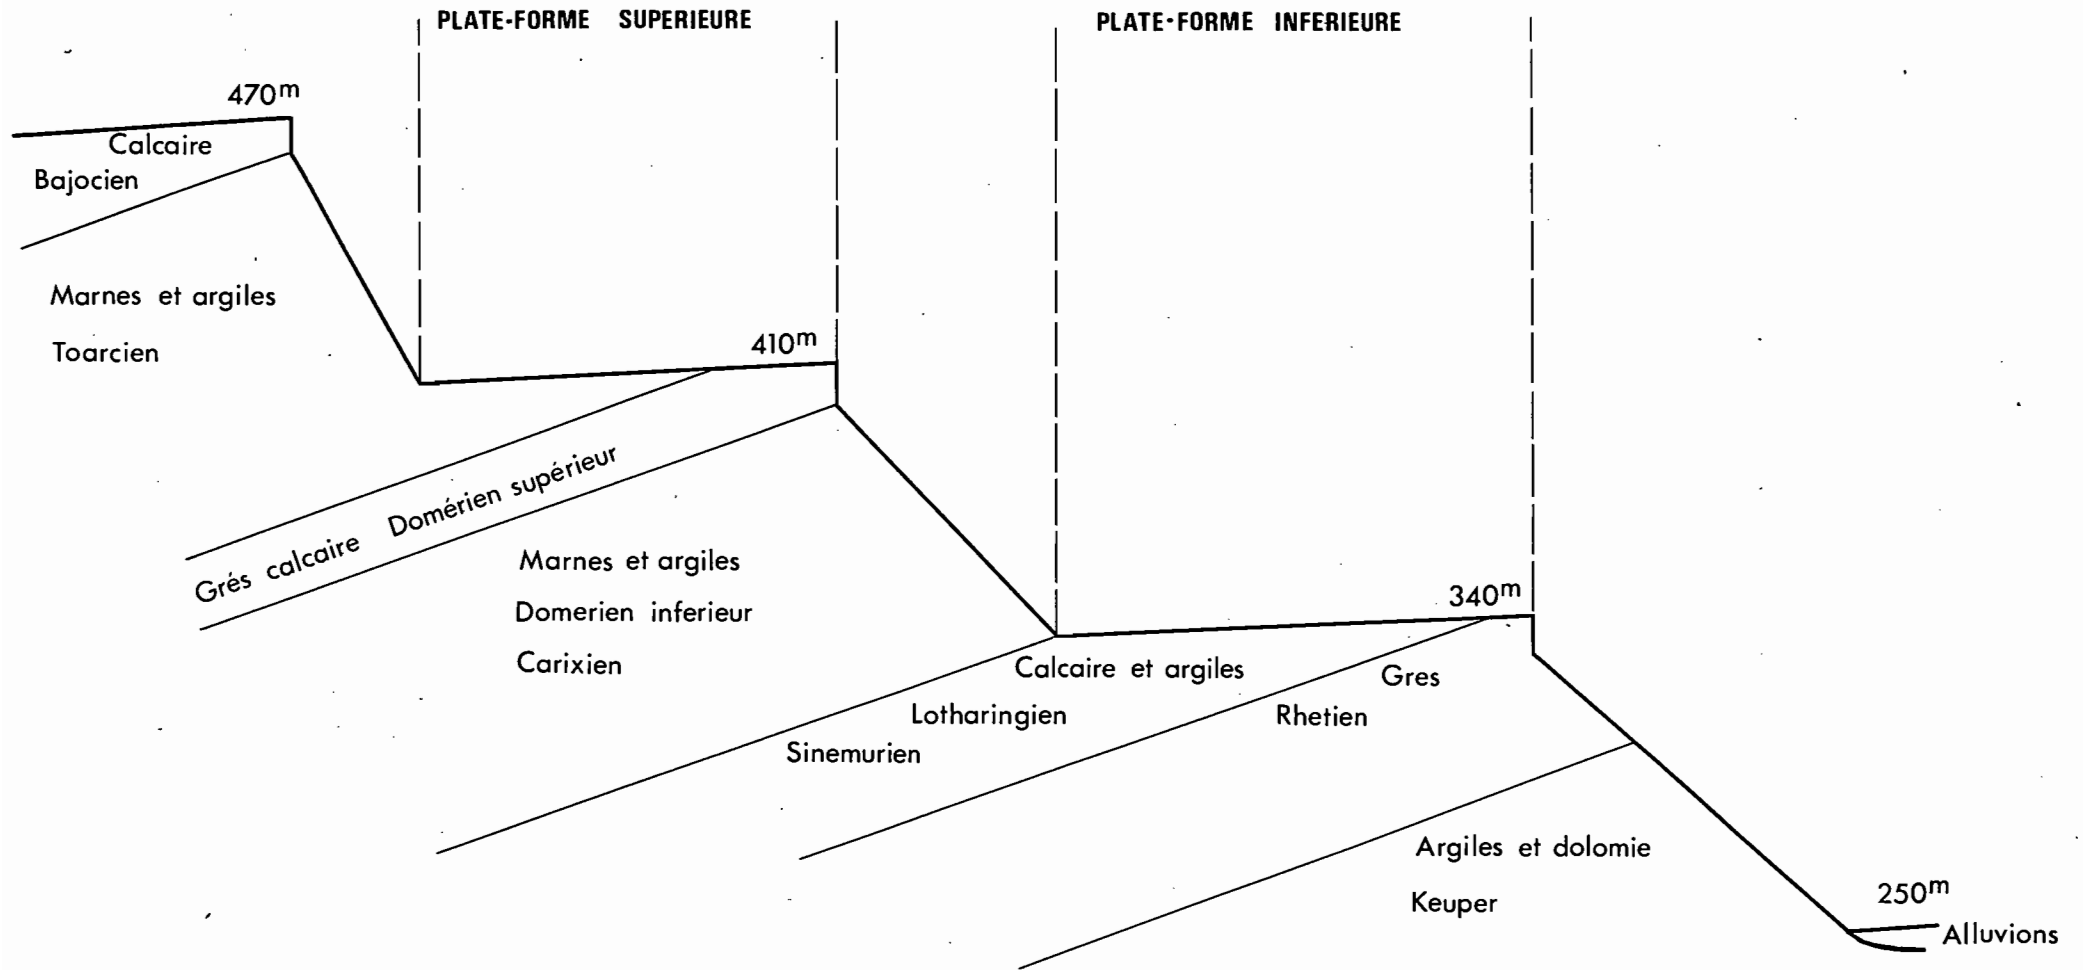 PLATE-FORME SUPERIEURE
PLATE-FORME INFERIEURE
470m
Calcaire
Bajocien
Marnes et argiles
Toarcien
410m
Grés calcaire Domérien supérieur
Marnes et argiles
Domerien inferieur
Carixien
340m
Calcaire et argiles
Lotharingien
Sinemurien
Gres
Rhetien
Argiles et dolomie
Keuper
250m
Alluvions